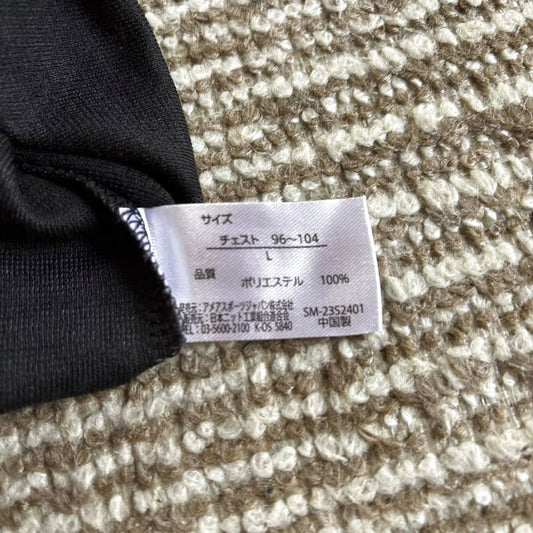 サイズ
チェスト 96～104
L
品質
ポリエステル 100%
発売元：アメアスポーツジャパン株式会社
販売元：日本ニット工業組合連合会
TEL：03-5600-2100 K-OS 5840
SM-23S2401
中国製